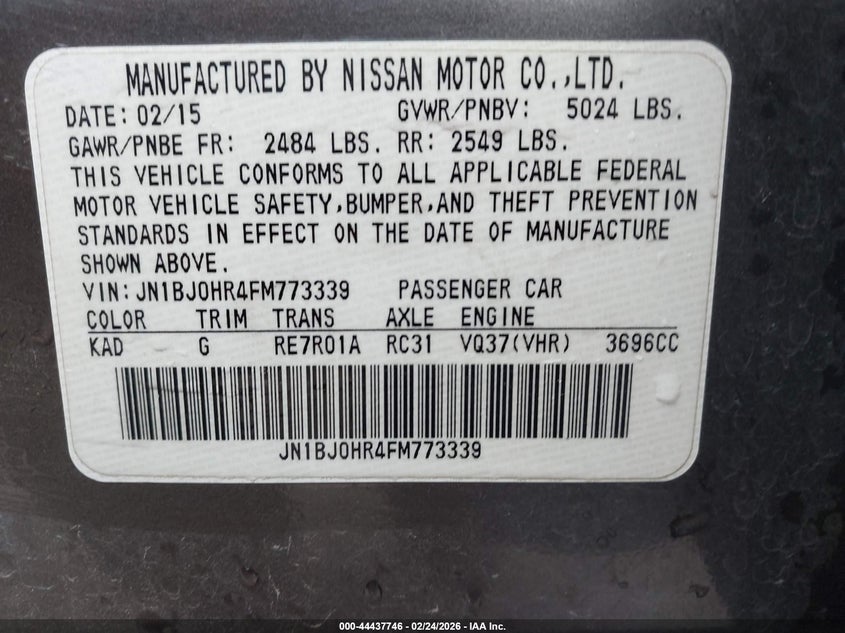 MANUFACTURED BY NISSAN MOTOR CO.,LTD.
DATE: 02/15 GVWR/PNBV: 5024 LBS.
GAWR/PNBE FR: 2484 LBS. RR: 2549 LBS.
THIS VEHICLE CONFORMS TO ALL APPLICABLE FEDERAL
MOTOR VEHICLE SAFETY,BUMPER,AND THEFT PREVENTION
STANDARDS IN EFFECT ON THE DATE OF MANUFACTURE
SHOWN ABOVE.
VIN: JN1BJ0HR4FM773339 PASSENGER CAR
COLOR TRIM TRANS AXLE ENGINE
KAD G RE7R01A RC31 VQ37(VHR) 3696CC
JN1BJ0HR4FM773339
000-44437746 - 02/24/2026 - IAA Inc.